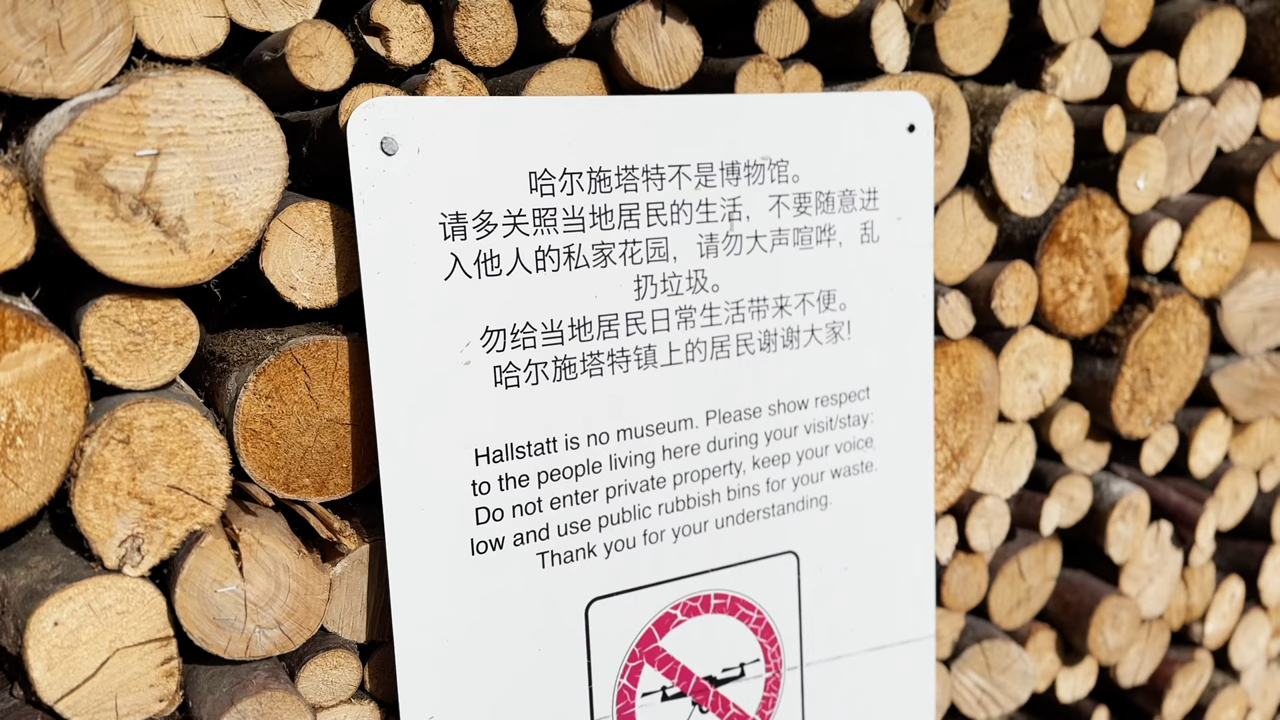 哈尔施塔特不是博物馆。
请多关照当地居民的生活，不要随意进
入他人的私家花园，请勿大声喧哗，乱
扔垃圾。
勿给当地居民日常生活带来不便。
哈尔施塔特镇上的居民谢谢大家!
Hallstatt is no museum. Please show respect
to the people living here during your visit/stay:
Do not enter private property, keep your voice
low and use public rubbish bins for your waste.
Thank you for your understanding.